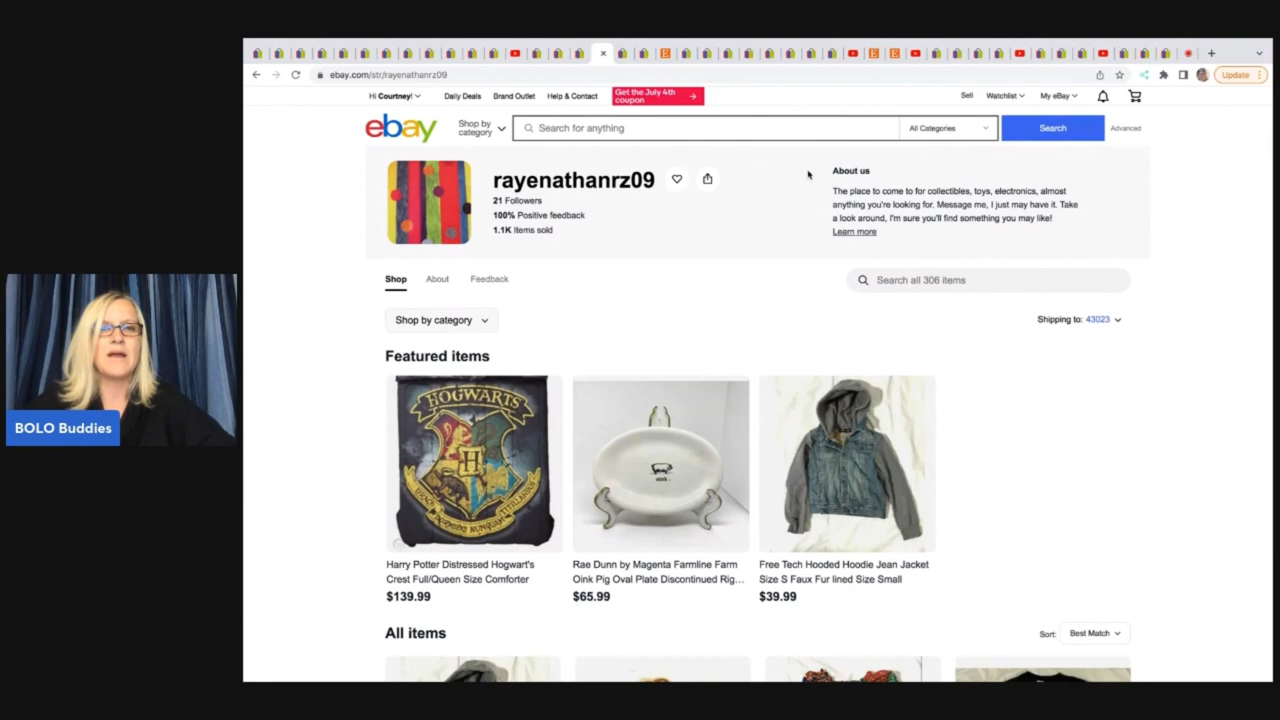 ebay.com/str/rayenathanrz09
Update
Hi Courtney!
Daily Deals
Brand Outlet
Help & Contact
Get the July 4th
coupon
Sell
Watchlist
My eBay
ebay
Shop by
category
Search for anything
All Categories
Search
Advanced
rayenathanrz09
21 Followers
100% Positive feedback
1.1K Items sold
About us
The place to come to for collectibles, toys, electronics, almost
anything you're looking for. Message me, I just may have it. Take
a look around, I'm sure you'll find something you may like!
Learn more
Shop
About
Feedback
Search all 306 items
Shop by category
Shipping to: 43023
Featured items
HOGWARTS
H
DRACO DORMIENS NUNQUAM TITILLANDUS
oink.
Harry Potter Distressed Hogwart's
Crest Full/Queen Size Comforter
$139.99
Rae Dunn by Magenta Farmline Farm
Oink Pig Oval Plate Discontinued Rig...
$65.99
Free Tech Hooded Hoodie Jean Jacket
Size S Faux Fur lined Size Small
$39.99
All items
Sort:
Best Match
BOLO Buddies